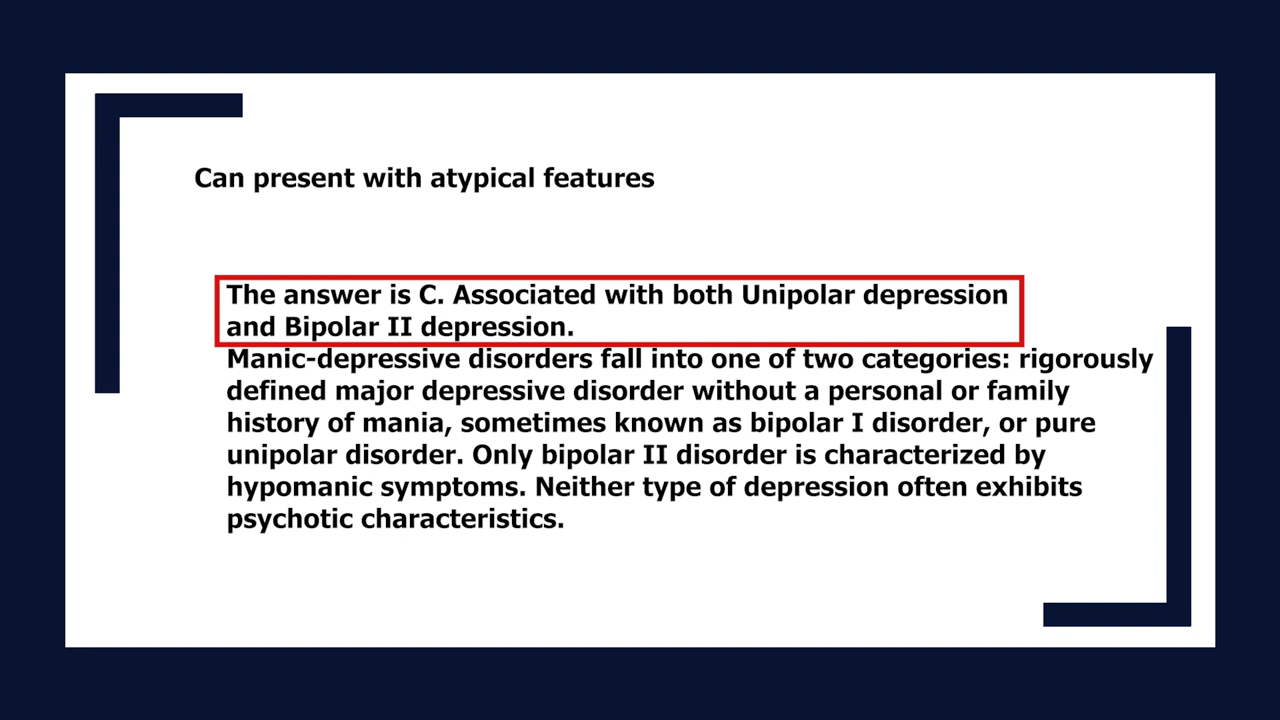 Can present with atypical features
The answer is C. Associated with both Unipolar depression
and Bipolar II depression.
Manic-depressive disorders fall into one of two categories: rigorously
defined major depressive disorder without a personal or family
history of mania, sometimes known as bipolar I disorder, or pure
unipolar disorder. Only bipolar II disorder is characterized by
hypomanic symptoms. Neither type of depression often exhibits
psychotic characteristics.